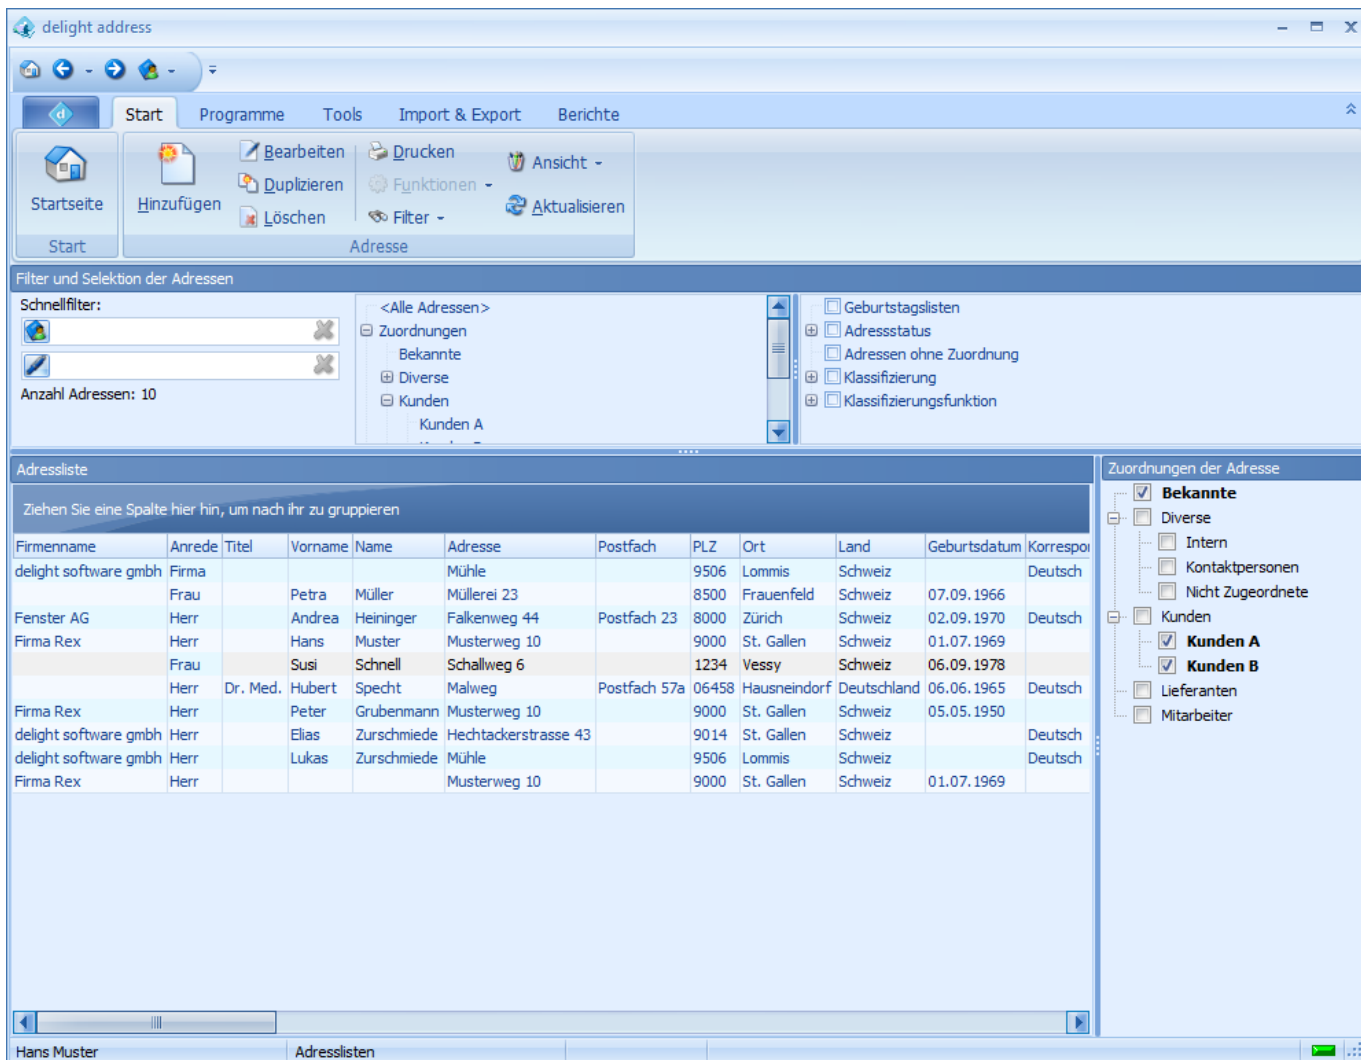 delight address
Start Programme Tools Import & Export Berichte
Startseite
Hinzufügen
Bearbeiten
Duplizieren
Löschen
Drucken
Funktionen
Filter
Ansicht
Aktualisieren
Start
Adresse
Filter und Selektion der Adressen
Schnellfilter:
Anzahl Adressen: 10
<Alle Adressen>
Zuordnungen
Bekannte
Diverse
Kunden
Kunden A
Geburtstagslisten
Adressstatus
Adressen ohne Zuordnung
Klassifizierung
Klassifizierungsfunktion
Adressliste
Ziehen Sie eine Spalte hier hin, um nach ihr zu gruppieren
Firmenname Anrede Titel Vorname Name Adresse Postfach PLZ Ort Land Geburtsdatum Korrespon
delight software gmbh Firma Mühle 9506 Lommis Schweiz Deutsch
Frau Petra Müller Müllerei 23 8500 Frauenfeld Schweiz 07.09.1966
Fenster AG Herr Andrea Heininger Falkenweg 44 Postfach 23 8000 Zürich Schweiz 02.09.1970 Deutsch
Firma Rex Herr Hans Muster Musterweg 10 9000 St. Gallen Schweiz 01.07.1969
Frau Susi Schnell Schallweg 6 1234 Vessy Schweiz 06.09.1978
Herr Dr. Med. Hubert Specht Malweg Postfach 57a 06458 Hausneindorf Deutschland 06.06.1965 Deutsch
Firma Rex Herr Peter Grubenmann Musterweg 10 9000 St. Gallen Schweiz 05.05.1950
delight software gmbh Herr Elias Zurschmiede Hechtackerstrasse 43 9014 St. Gallen Schweiz Deutsch
delight software gmbh Herr Lukas Zurschmiede Mühle 9506 Lommis Schweiz Deutsch
Firma Rex Herr Musterweg 10 9000 St. Gallen Schweiz 01.07.1969
Zuordnungen der Adresse
Bekannte
Diverse
Intern
Kontaktpersonen
Nicht Zugeordnete
Kunden
Kunden A
Kunden B
Lieferanten
Mitarbeiter
Hans Muster
Adresslisten